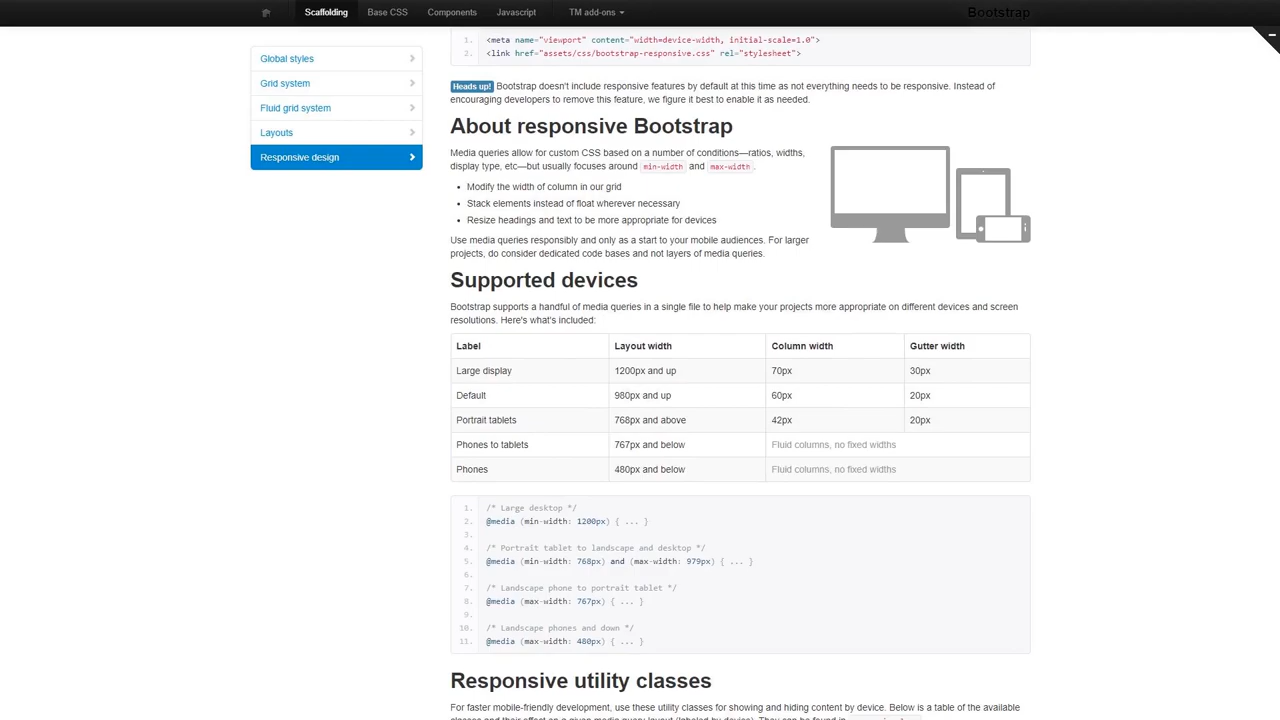 Scaffolding Base CSS Components Javascript TM add-ons Bootstrap
Global styles
Grid system
Fluid grid system
Layouts
Responsive design
1. <meta name="viewport" content="width=device-width, initial-scale=1.0">
2. <link href="assets/css/bootstrap-responsive.css" rel="stylesheet">
Heads up! Bootstrap doesn't include responsive features by default at this time as not everything needs to be responsive. Instead of
encouraging developers to remove this feature, we figure it best to enable it as needed.
About responsive Bootstrap
Media queries allow for custom CSS based on a number of conditions—ratios, widths,
display type, etc—but usually focuses around min-width and max-width.
• Modify the width of column in our grid
• Stack elements instead of float wherever necessary
• Resize headings and text to be more appropriate for devices
Use media queries responsibly and only as a start to your mobile audiences. For larger
projects, do consider dedicated code bases and not layers of media queries.
Supported devices
Bootstrap supports a handful of media queries in a single file to help make your projects more appropriate on different devices and screen
resolutions. Here's what's included:
Label Layout width Column width Gutter width
Large display 1200px and up 70px 30px
Default 980px and up 60px 20px
Portrait tablets 768px and above 42px 20px
Phones to tablets 767px and below Fluid columns, no fixed widths
Phones 480px and below Fluid columns, no fixed widths
1. /* Large desktop */
2. @media (min-width: 1200px) { ... }
3.
4. /* Portrait tablet to landscape and desktop */
5. @media (min-width: 768px) and (max-width: 979px) { ... }
6.
7. /* Landscape phone to portrait tablet */
8. @media (max-width: 767px) { ... }
9.
10. /* Landscape phones and down */
11. @media (max-width: 480px) { ... }
Responsive utility classes
For faster mobile-friendly development, use these utility classes for showing and hiding content by device. Below is a table of the available